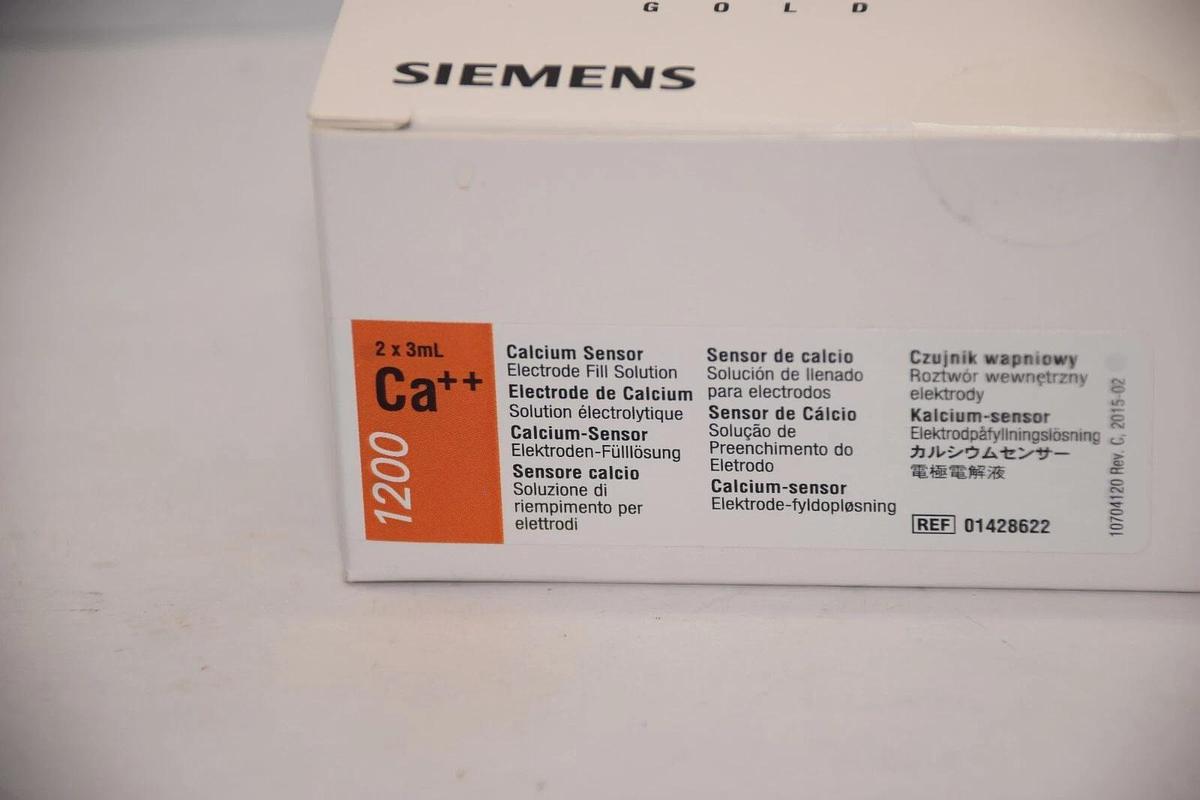 GOLD
SIEMENS
2 x 3mL
Ca++
1200
Calcium Sensor
Electrode Fill Solution
Electrode de Calcium
Solution électrolytique
Calcium-Sensor
Elektroden-Fülllösung
Sensore calcio
Soluzione di
riempimento per
elettrodi
Sensor de calcio
Solución de llenado
para electrodos
Sensor de Cálcio
Solução de
Preenchimento do
Eletrodo
Calcium-sensor
Elektrode-fyldopløsning
Czujnik wapniowy
Roztwór wewnętrzny
elektrody
Kalcium-sensor
Elektrodpåfyllningslösning
カルシウムセンサー
電極電解液
REF 01428622
10704120 Rev. C, 2015-02